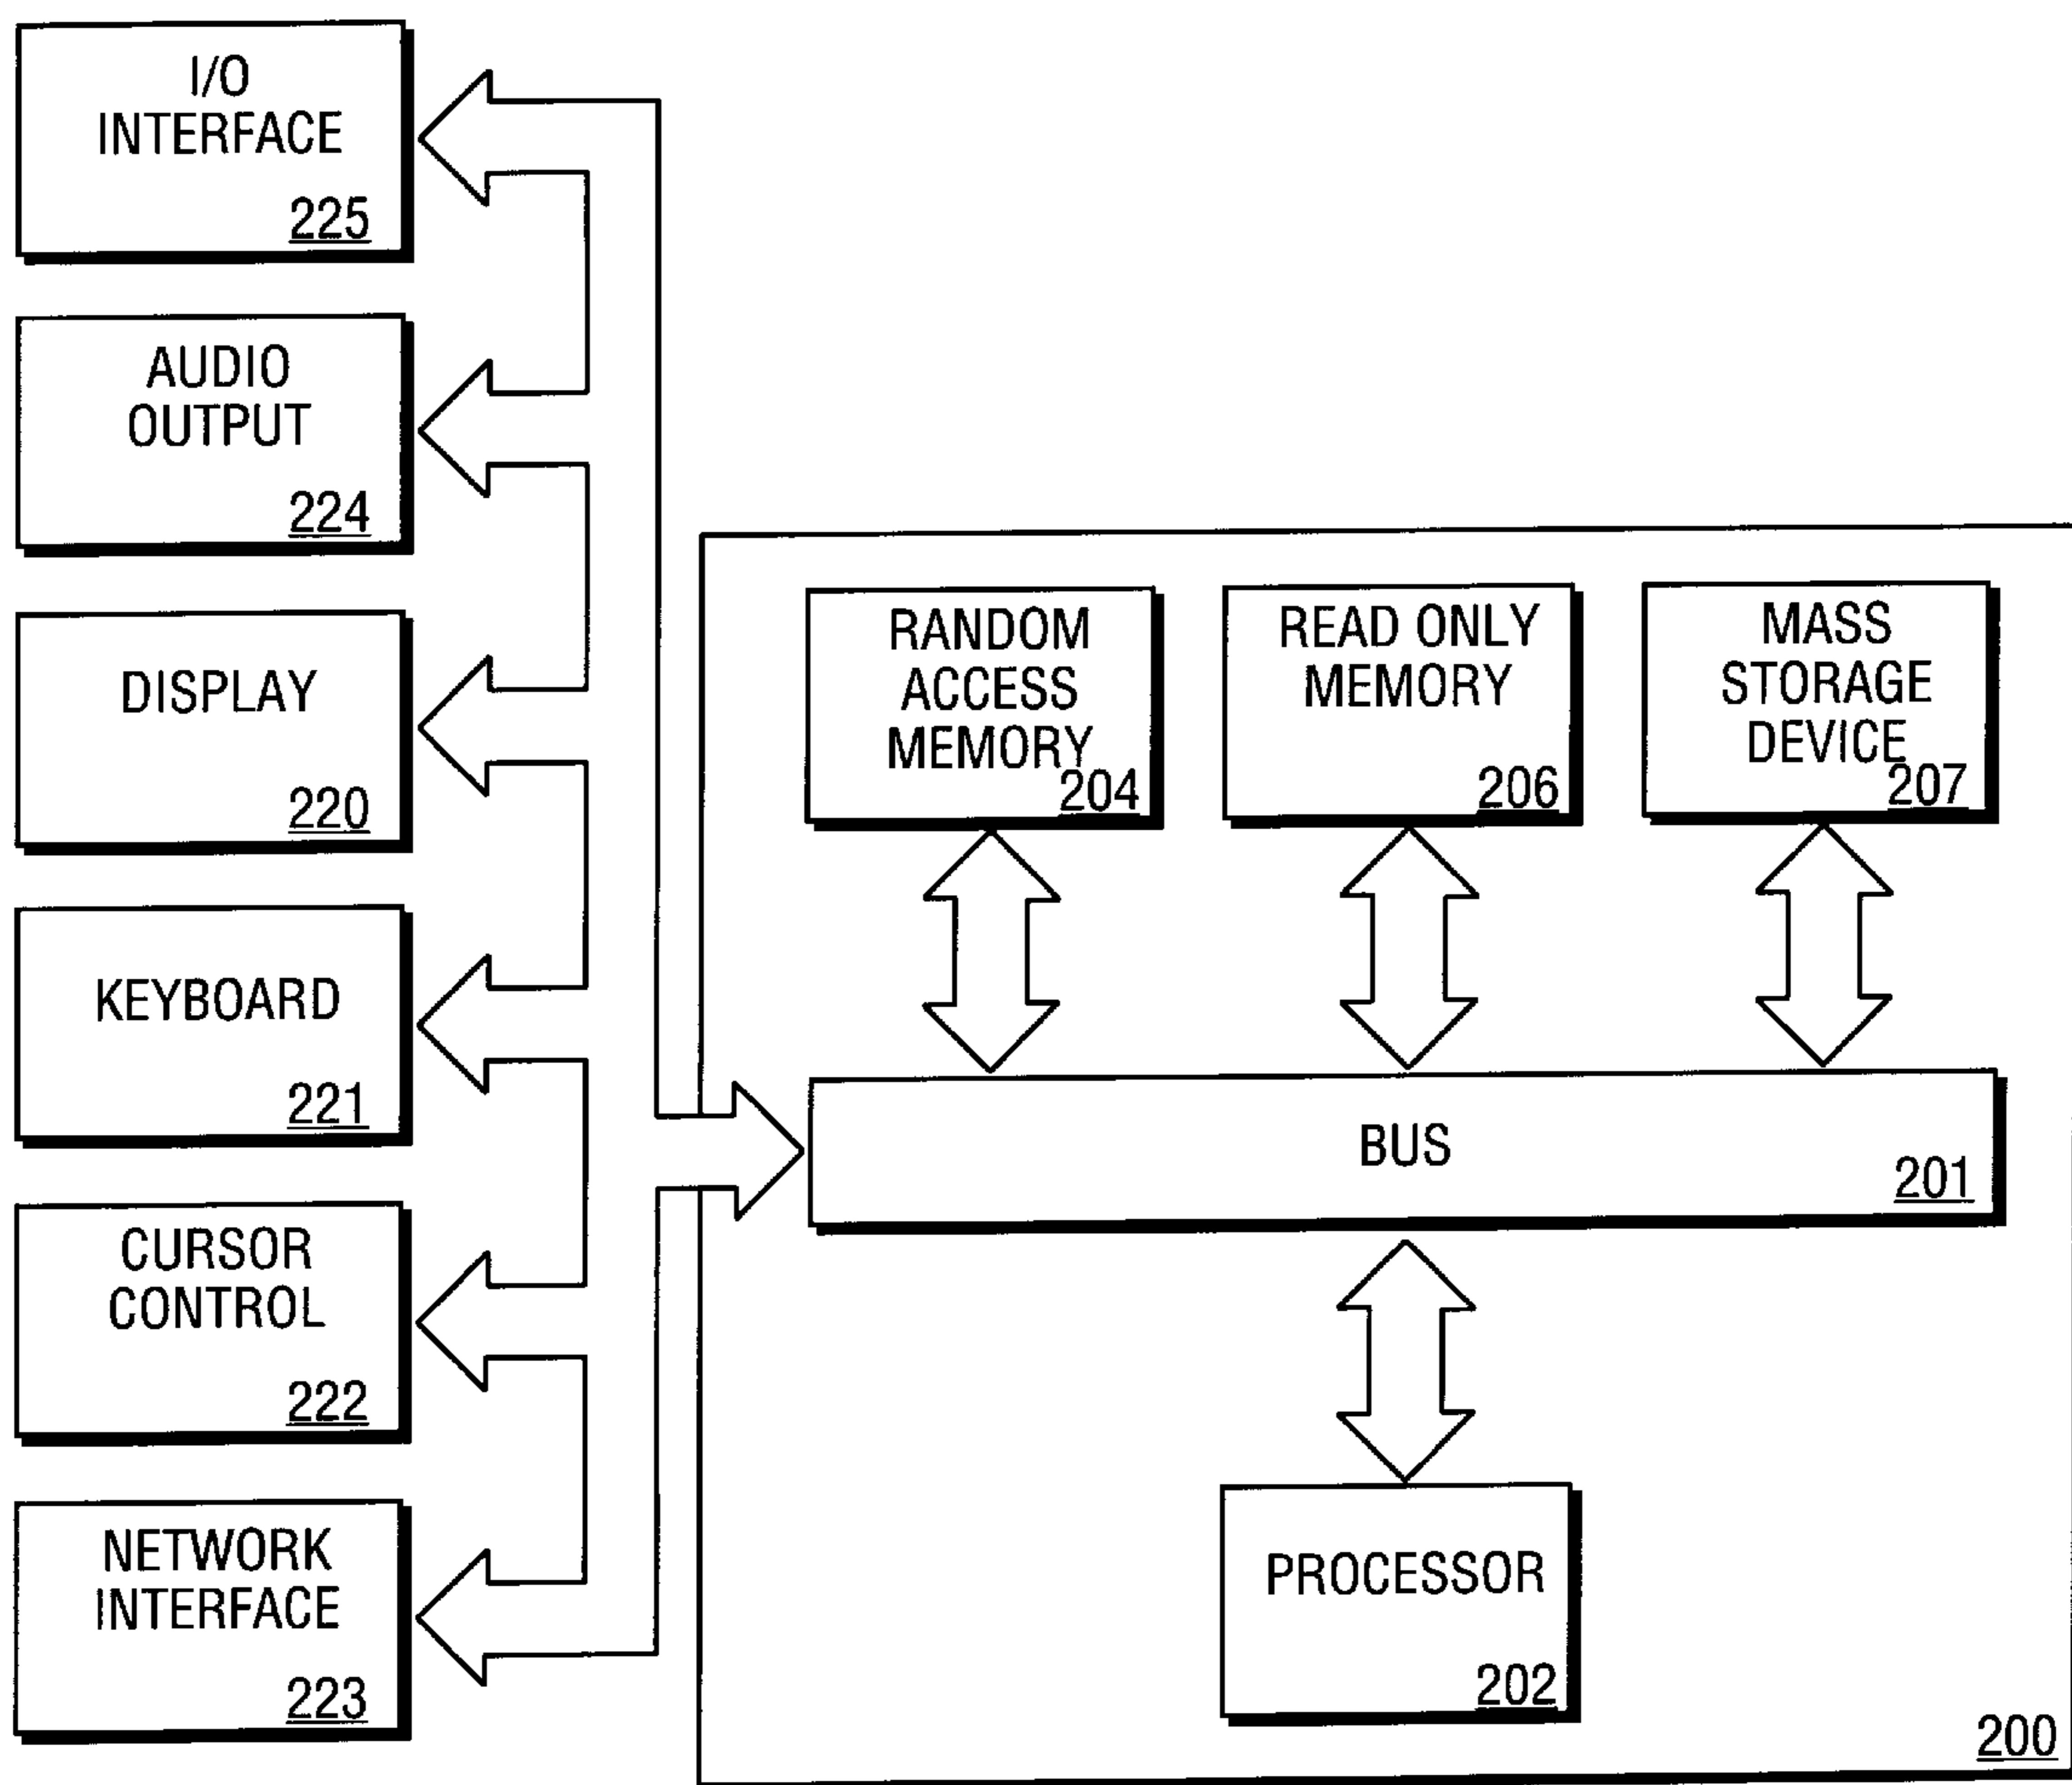 I/O
INTERFACE
225
AUDIO
OUTPUT
224
DISPLAY
220
KEYBOARD
221
CURSOR
CONTROL
222
NETWORK
INTERFACE
223
RANDOM
ACCESS
MEMORY
204
READ ONLY
MEMORY
206
MASS
STORAGE
DEVICE
207
BUS
201
PROCESSOR
202
200